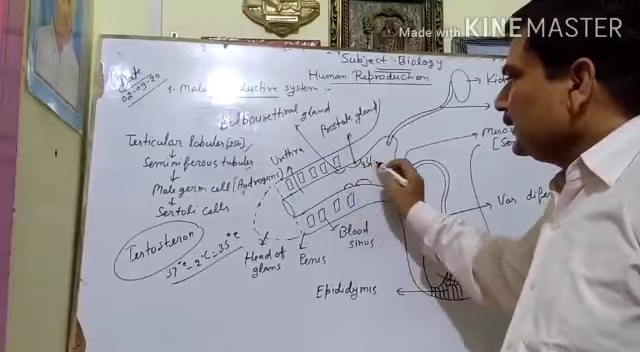 Made with KINEMASTER
Subject: Biology
Date
02-09-20
Human Reproduction
1- Male ductive system :-
Bulbourethral gland
Prostate gland
Testicular lobules [250]
↓
Seminiferous tubules
↓
Male germ cell [Androgens]
↓
Sertoli cells
Urethra
Testosteron
37°c - 2°c = 35°c
Head of
glans
Penis
Blood
sinus
Epididymis
Vas difer
Kid